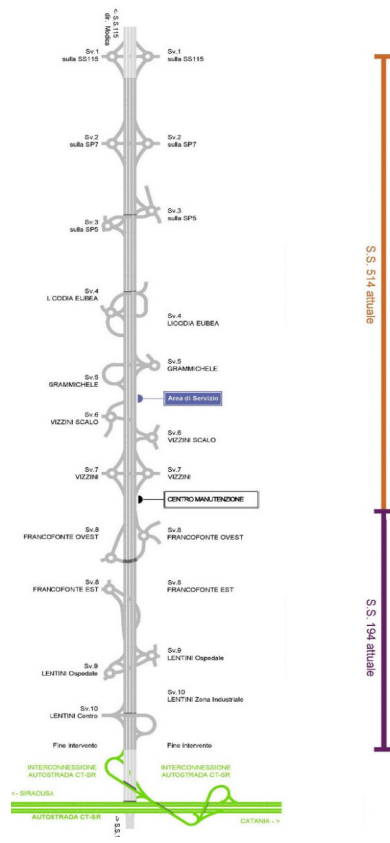 <- S.S.115
dir. Modica
Sv.1
sulla SS115
Sv.1
sulla SS115
Sv.2
sulla SP7
Sv.2
sulla SP7
Sv.3
sulla SP5
Sv.3
sulla SP5
Sv.4
LICODIA EUBEA
Sv.4
LICODIA EUBEA
Sv.5
GRAMMICHELE
Sv.5
GRAMMICHELE
Area di Servizio
Sv.6
VIZZINI SCALO
Sv.6
VIZZINI SCALO
Sv.7
VIZZINI
Sv.7
VIZZINI
CENTRO MANUTENZIONE
Sv.8
FRANCOFONTE OVEST
Sv.8
FRANCOFONTE OVEST
Sv.8
FRANCOFONTE EST
Sv.8
FRANCOFONTE EST
Sv.9
LENTINI Ospedale
Sv.9
LENTINI Ospedale
Sv.10
LENTINI Zona Industriale
Sv.10
LENTINI Centro
Fine intervento
Fine intervento
INTERCONNESSIONE
AUTOSTRADA CT-SR
INTERCONNESSIONE
AUTOSTRADA CT-SR
<- SIRACUSA
AUTOSTRADA CT-SR
CATANIA ->
-> S.S.1
S.S. 514 attuale
S.S. 194 attuale